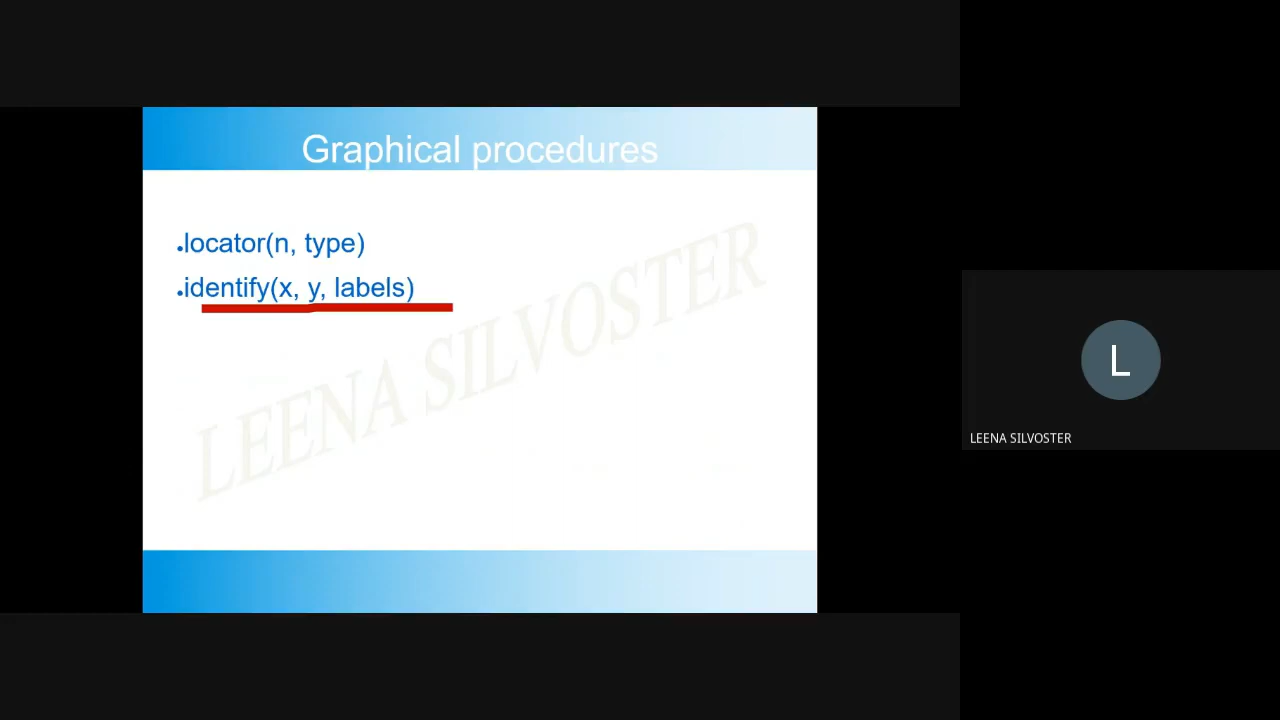 Graphical procedures
●locator(n, type)
●identify(x, y, labels)
LEENA SILVOSTER
L
LEENA SILVOSTER